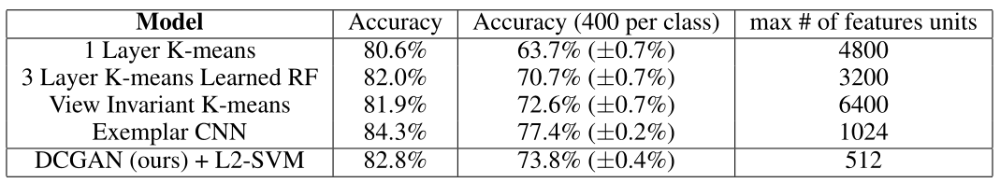 Model Accuracy Accuracy (400 per class) max # of features units
1 Layer K-means 80.6% 63.7% (±0.7%) 4800
3 Layer K-means Learned RF 82.0% 70.7% (±0.7%) 3200
View Invariant K-means 81.9% 72.6% (±0.7%) 6400
Exemplar CNN 84.3% 77.4% (±0.2%) 1024
DCGAN (ours) + L2-SVM 82.8% 73.8% (±0.4%) 512